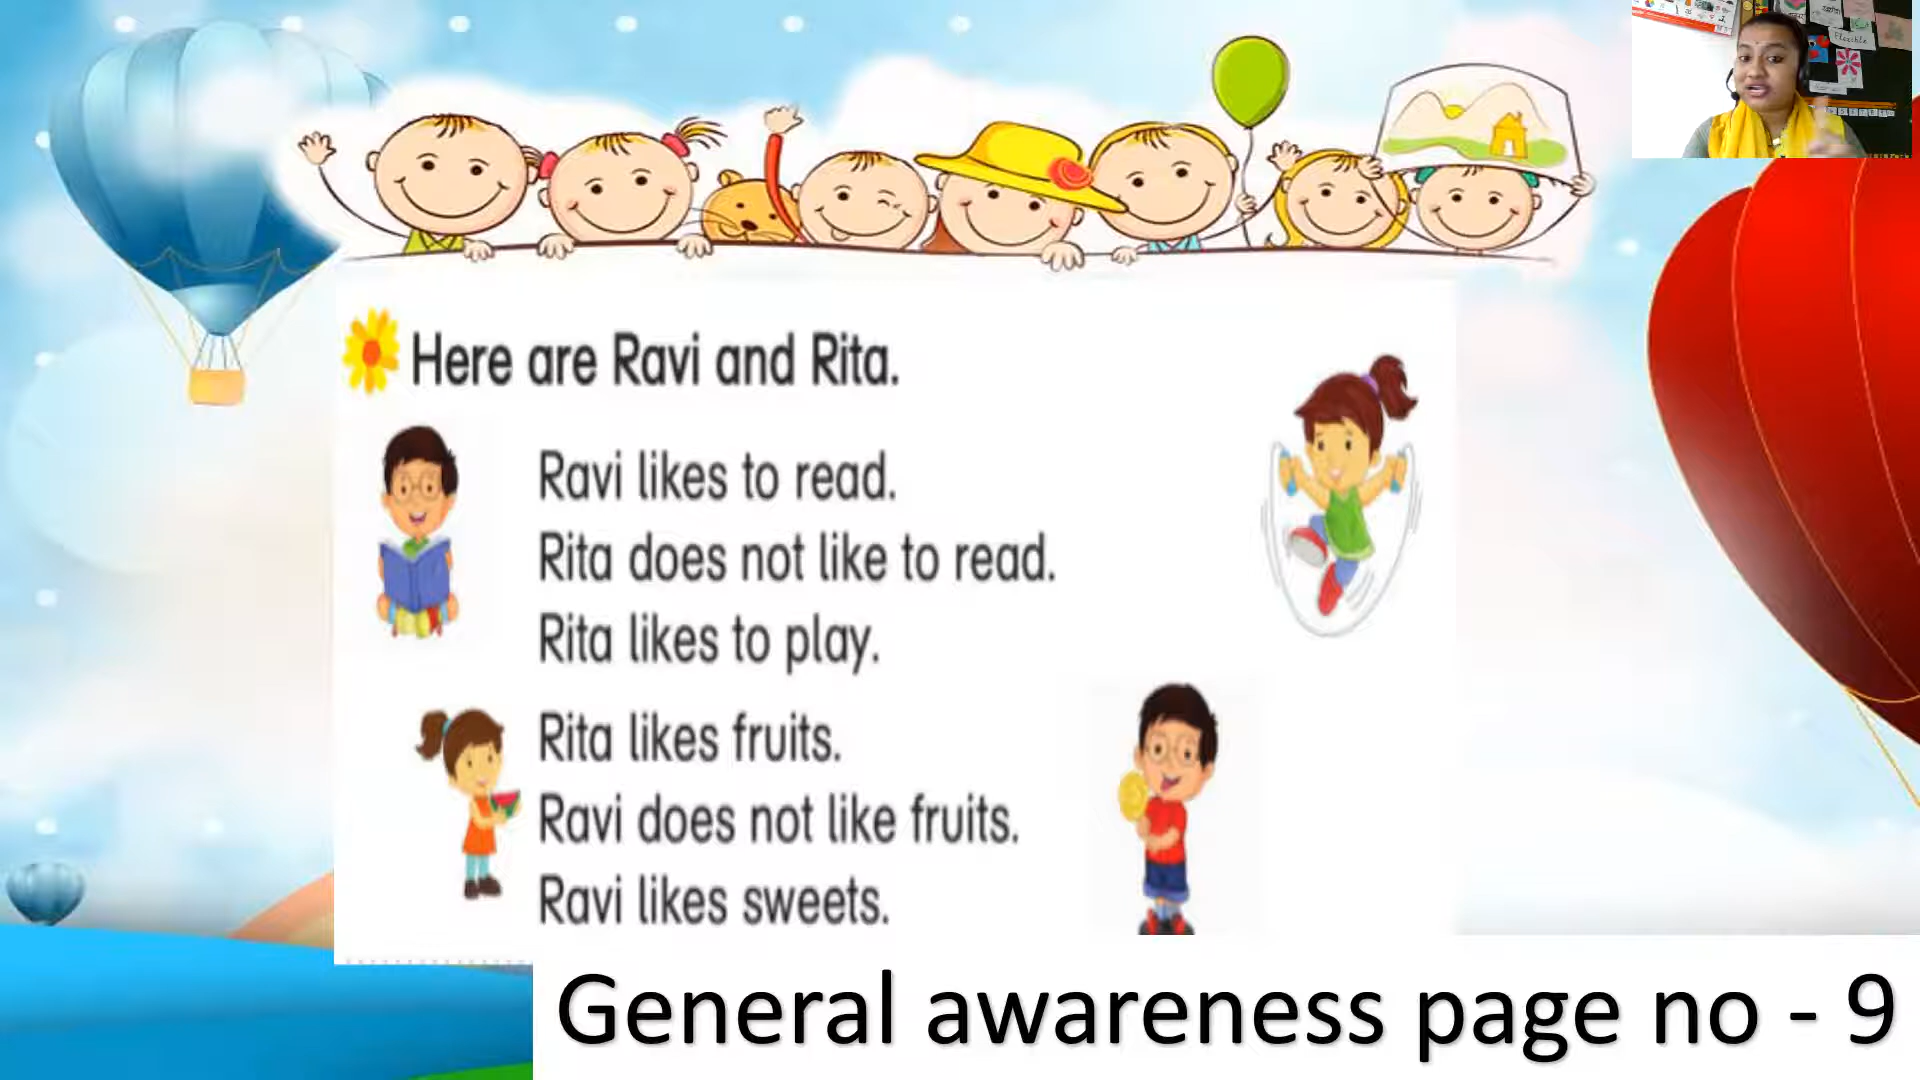 Flexible
Here are Ravi and Rita.
Ravi likes to read.
Rita does not like to read.
Rita likes to play.
Rita likes fruits.
Ravi does not like fruits.
Ravi likes sweets.
General awareness page no - 9